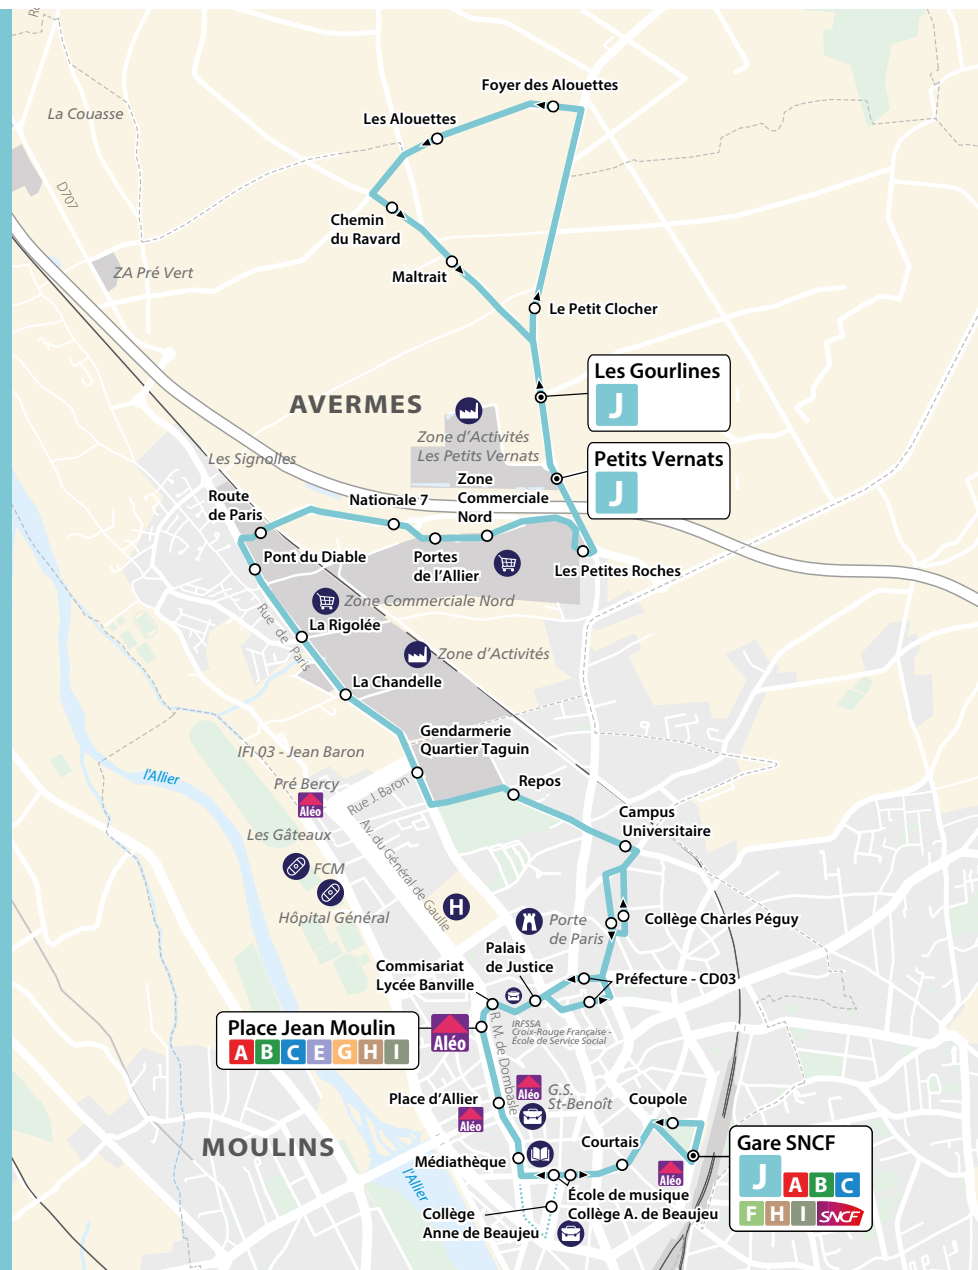 Foyer des Alouettes
La Couasse
Les Alouettes
D707
Chemin
du Ravard
ZA Pré Vert
Maltrait
Le Petit Clocher
Les Gourlines
J
AVERMES
Zone d'Activités
Les Petits Vernats
Petits Vernats
J
Les Signolles
Zone
Commerciale
Nord
Route
de Paris
Nationale 7
Pont du Diable
Portes
de l'Allier
Les Petites Roches
Zone Commerciale Nord
Rue de Paris
La Rigolée
Zone d'Activités
La Chandelle
Gendarmerie
Quartier Taguin
IFI 03 - Jean Baron
l'Allier
Pré Bercy
Aléo
Rue J. Baron
Repos
Campus
Universitaire
Les Gâteaux
Av. du Général de Gaulle
FCM
Hôpital Général
H
Porte
de Paris
Collège Charles Péguy
Palais
de Justice
Commisariat
Lycée Banville
Préfecture - CD03
Place Jean Moulin
A B C E G H I
Aléo
R. M. de Dombasle
IRFSSA
Croix-Rouge Française -
École de Service Social
Aléo
G.S.
St-Benoît
Place d'Allier
Aléo
Coupole
MOULINS
Courtais
Gare SNCF
J A B C
F H I SNCF
Médiathèque
Aléo
l'Allier
École de musique
Collège A. de Beaujeu
Collège
Anne de Beaujeu